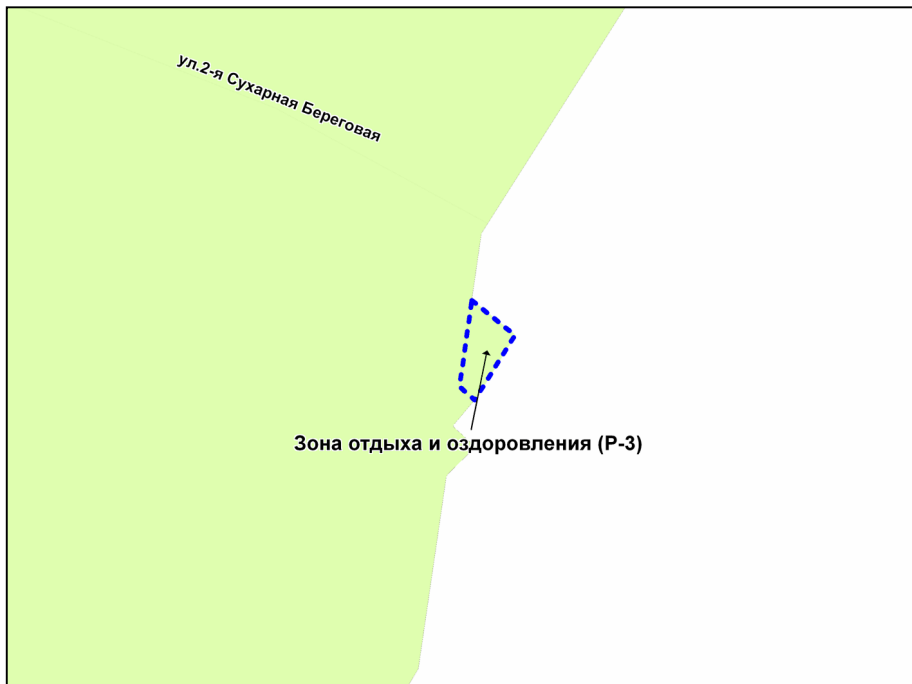 ул.2-я Сухарная Береговая
Зона отдыха и оздоровления (Р-3)